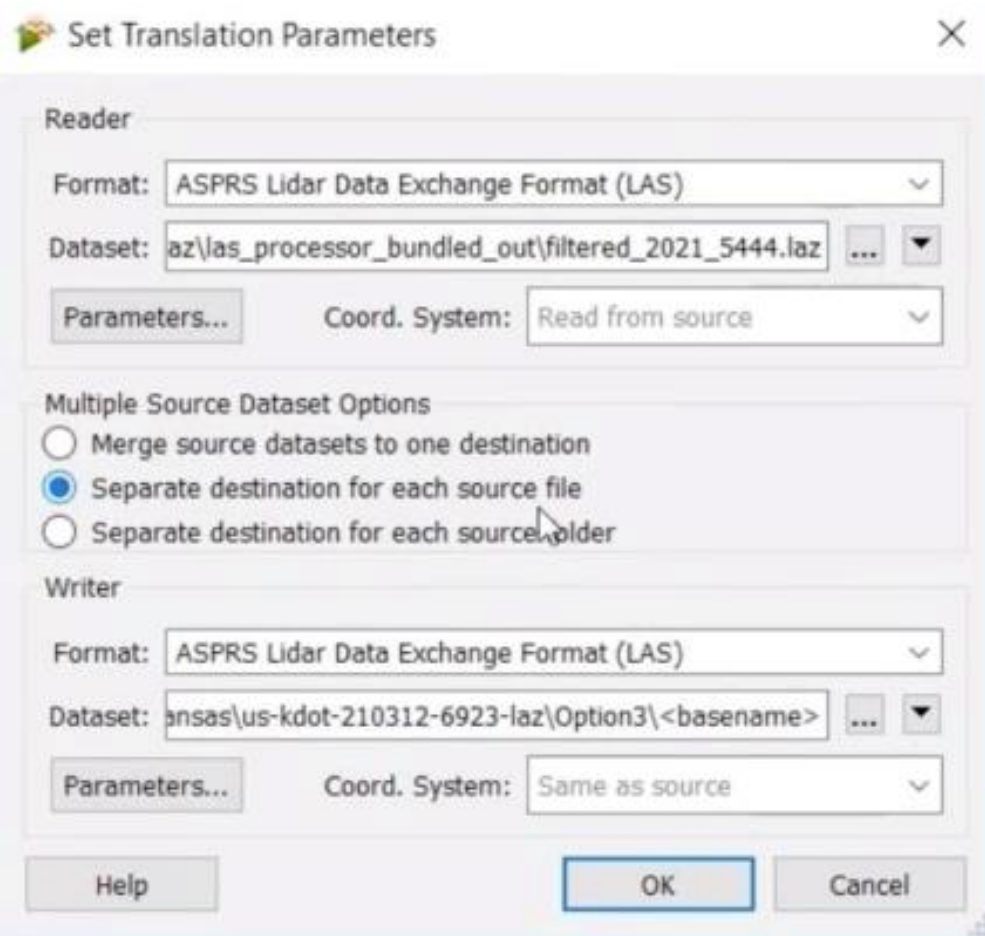 Set Translation Parameters
Reader
Format: ASPRS Lidar Data Exchange Format (LAS)
Dataset: az\las_processor_bundled_out\filtered_2021_5444.laz ...
Parameters... Coord. System: Read from source
Multiple Source Dataset Options
Merge source datasets to one destination
Separate destination for each source file
Separate destination for each source older
Writer
Format: ASPRS Lidar Data Exchange Format (LAS)
Dataset: ansas\us-kdot-210312-6923-laz\Option3\<basename> ...
Parameters... Coord. System: Same as source
Help OK Cancel